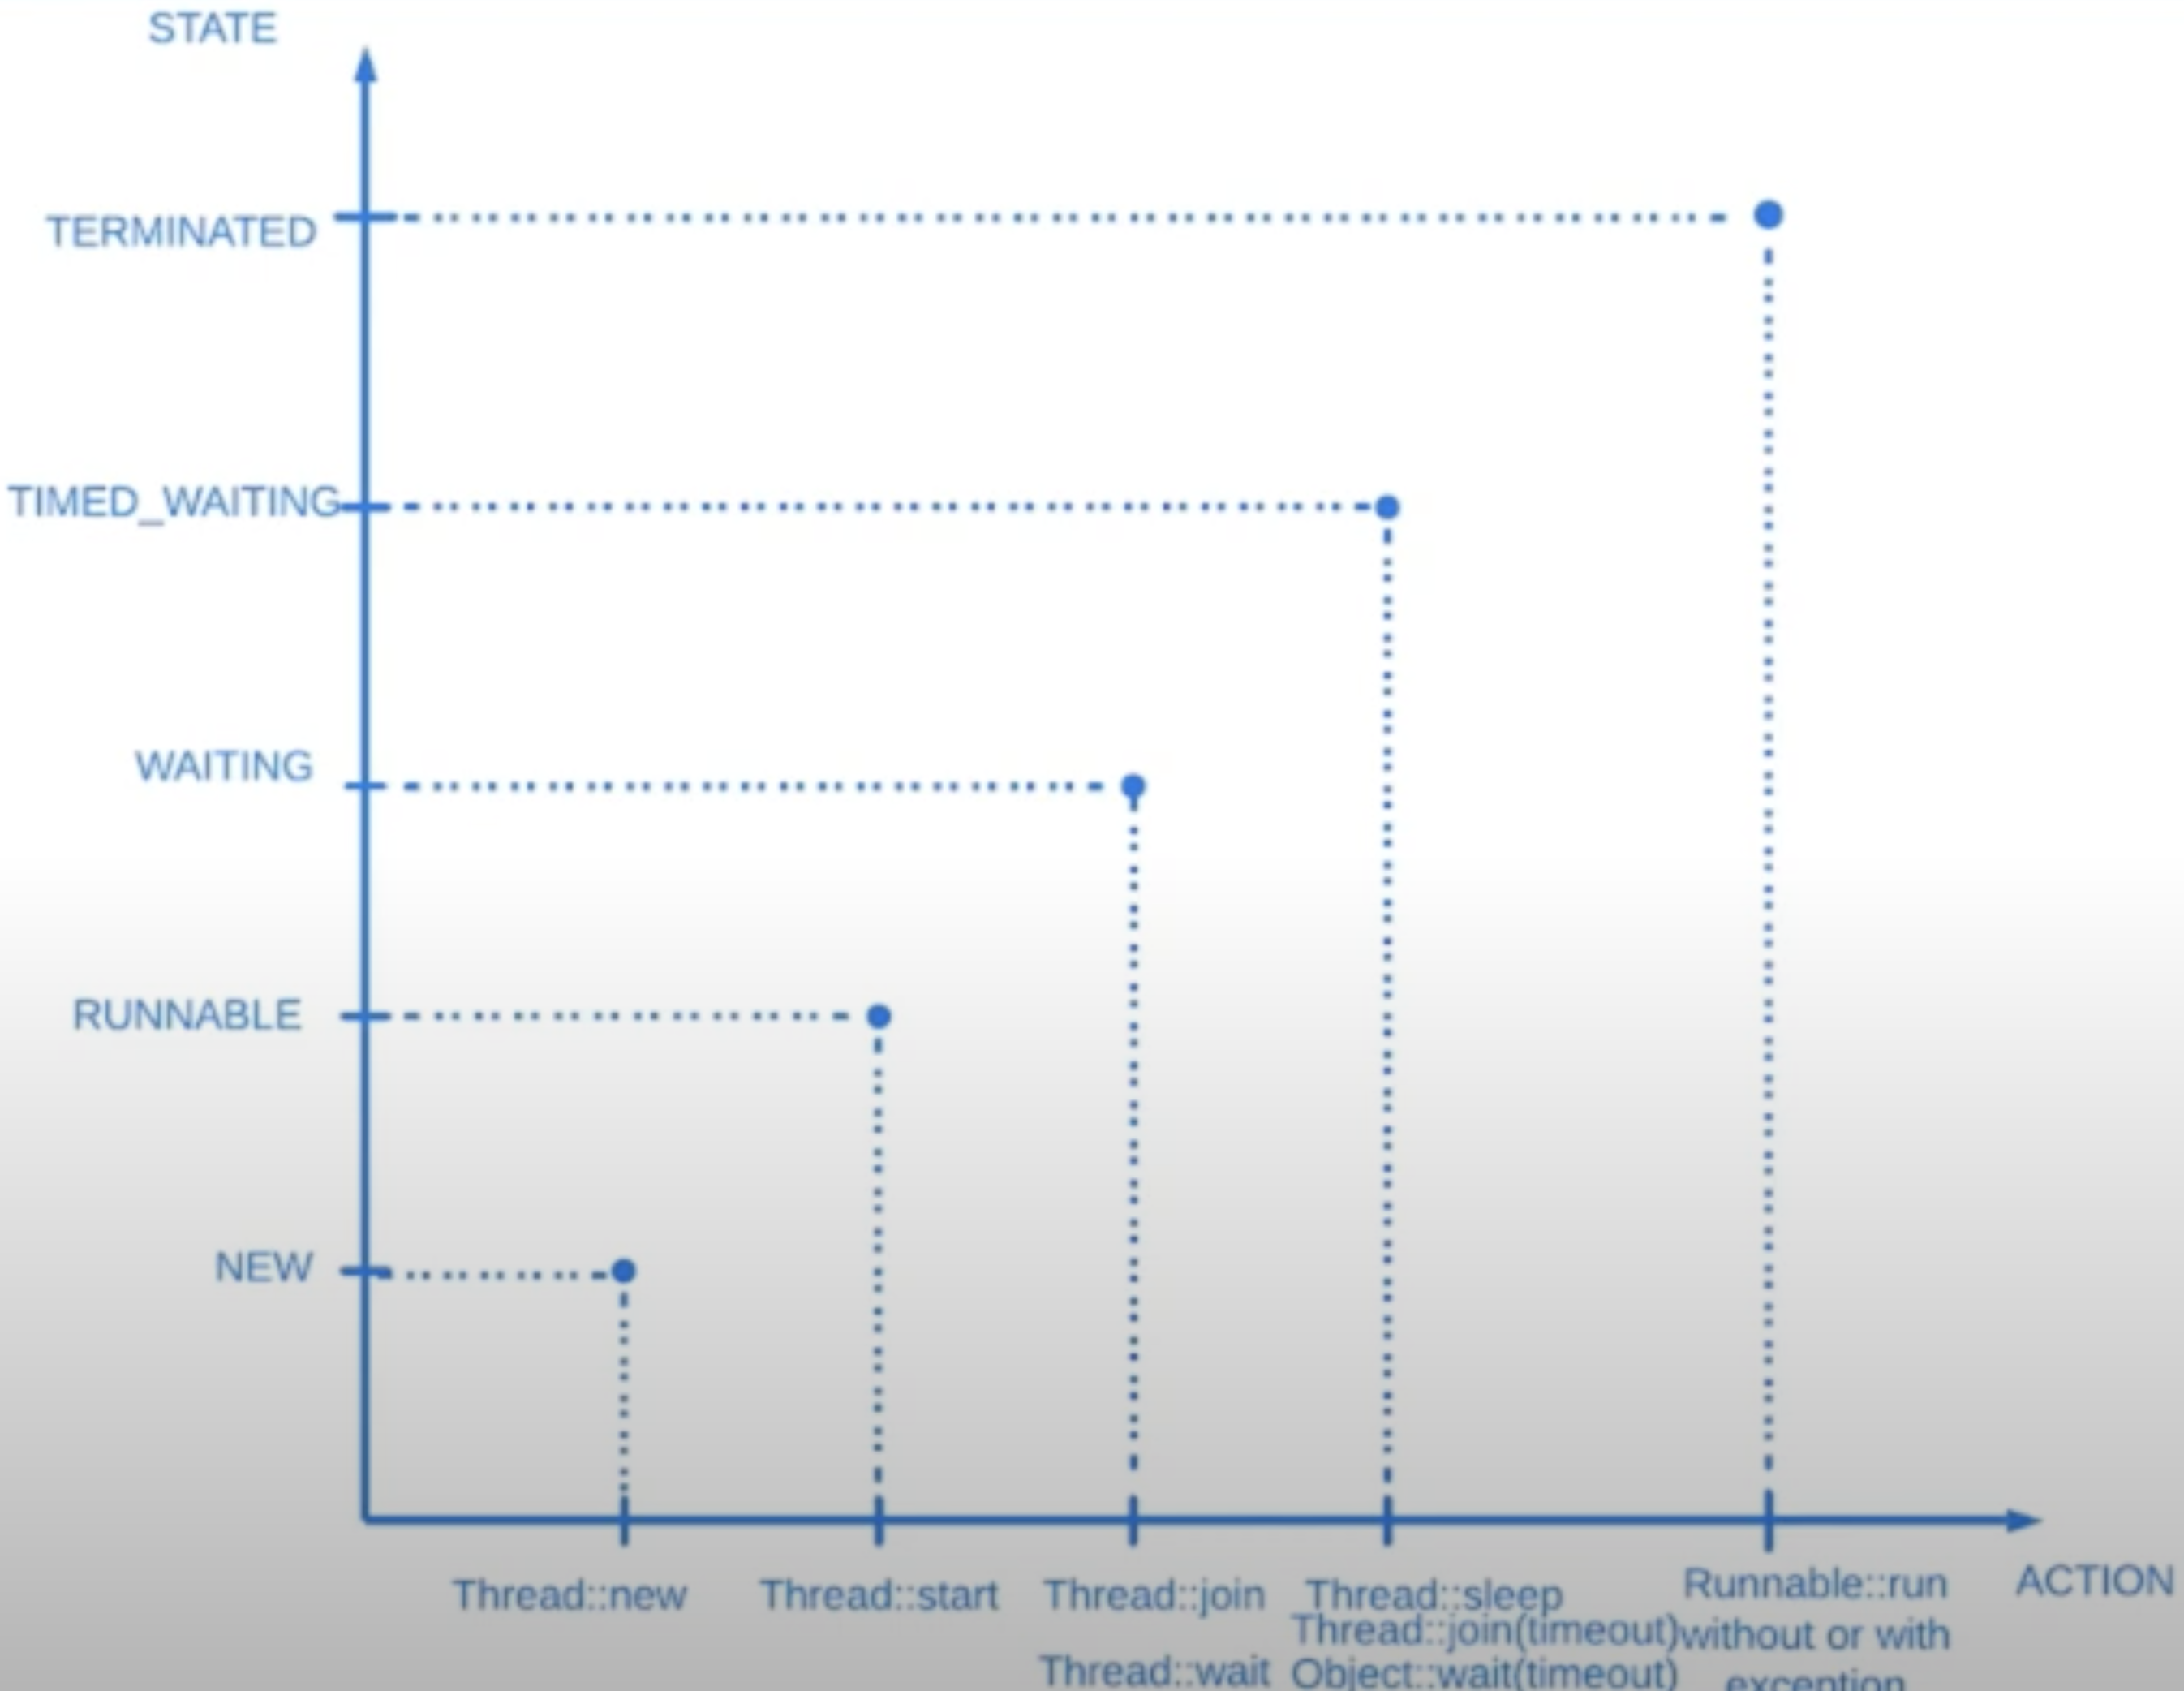 STATE
TERMINATED
TIMED_WAITING
WAITING
RUNNABLE
NEW
Thread::new
Thread::start
Thread::join
Thread::wait
Thread::sleep
Thread::join(timeout)
Object::wait(timeout)
Runnable::run
without or with
exception
ACTION